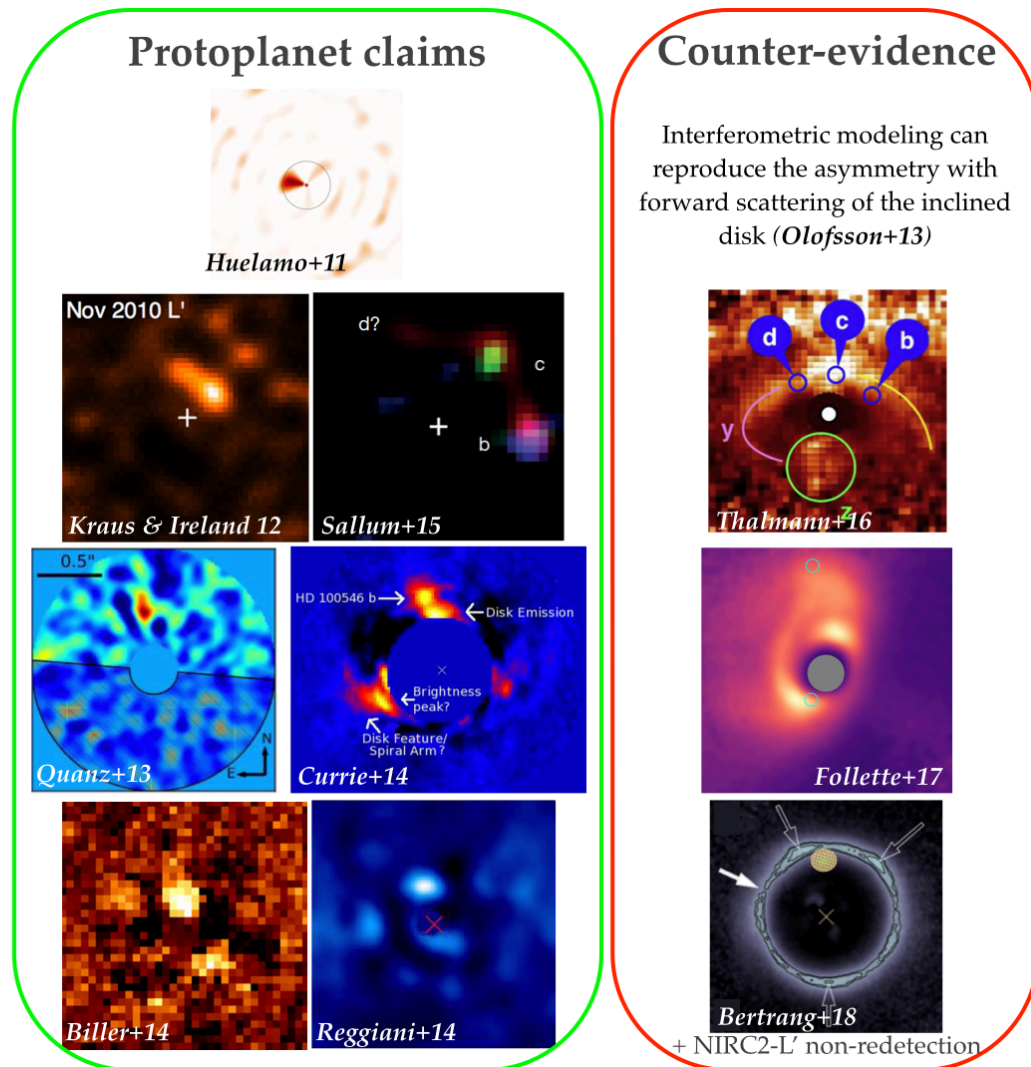 Protoplanet claims
Huelamo+11
Nov 2010 L'
Kraus & Ireland 12
d?
c
b
Sallum+15
0.5"
N
E
Quanz+13
HD 100546 b
Disk Emission
Brightness
peak?
Disk Feature/
Spiral Arm?
Currie+14
Biller+14
Reggiani+14
Counter-evidence
Interferometric modeling can
reproduce the asymmetry with
forward scattering of the inclined
disk (Olofsson+13)
d
c
b
y
z
Thalmann+16
Follette+17
Bertrang+18
+ NIRC2-L' non-redetection